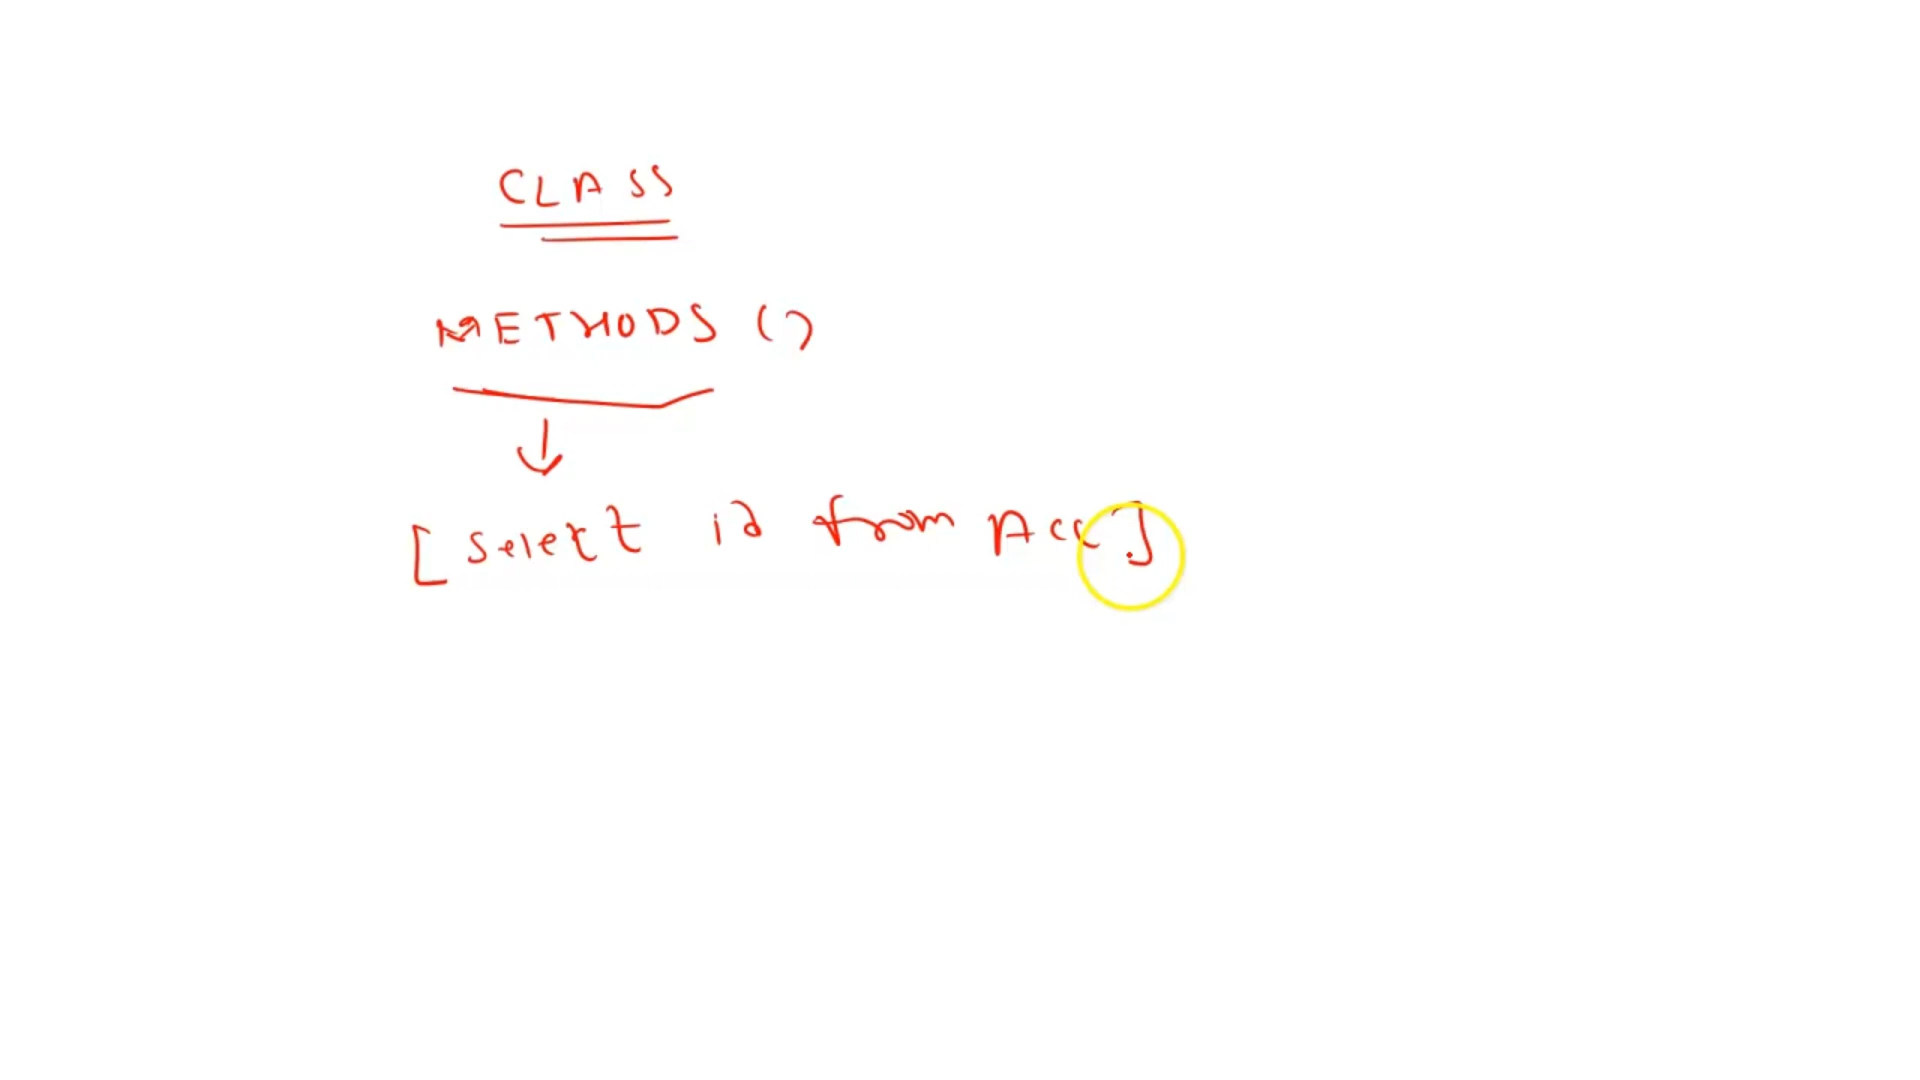 CLASS
METHODS ()
[select id from Acc]